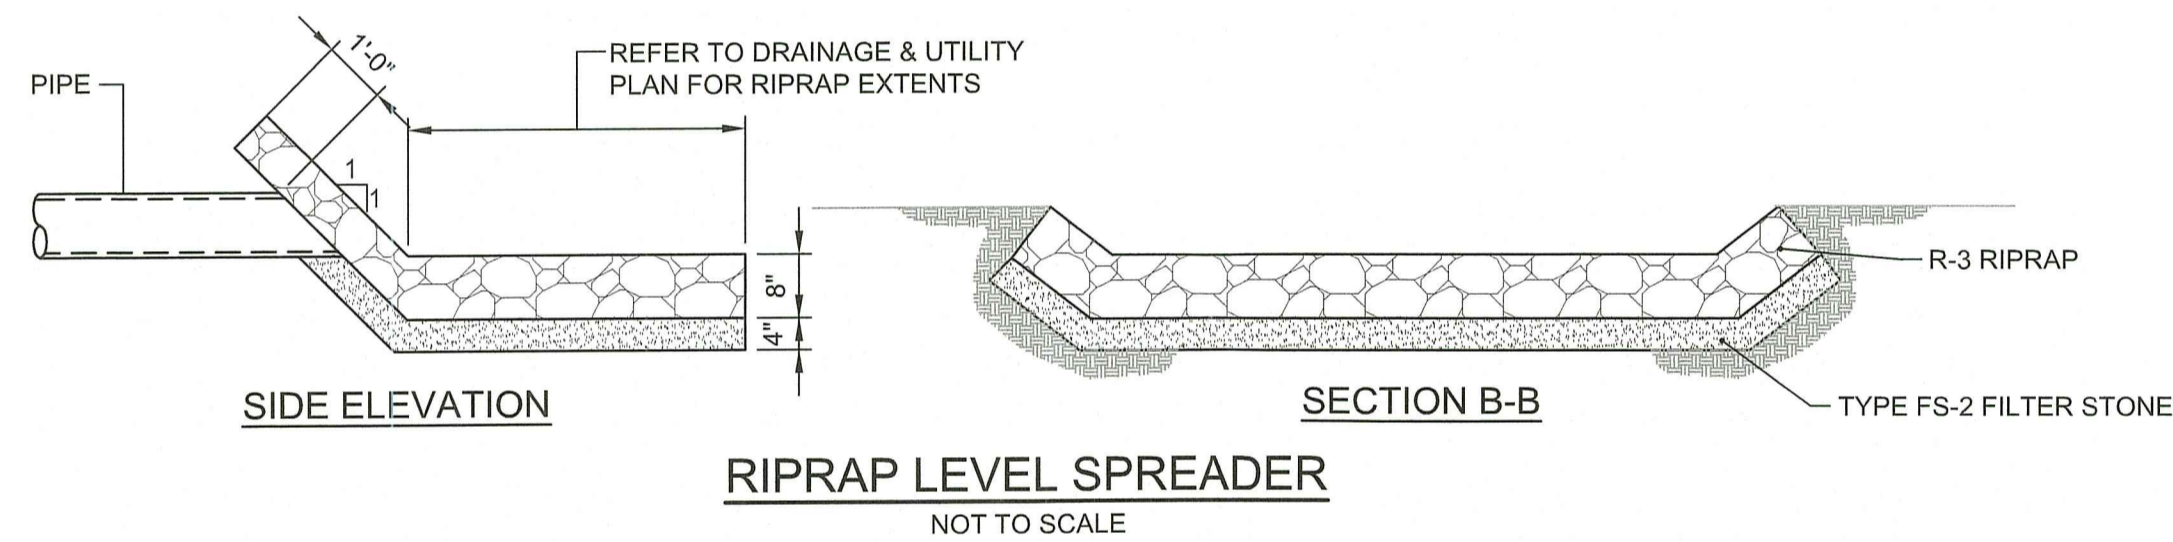 PIPE
1'-0"
REFER TO DRAINAGE & UTILITY
PLAN FOR RIPRAP EXTENTS
1
1
8"
4"
R-3 RIPRAP
TYPE FS-2 FILTER STONE
SIDE ELEVATION
SECTION B-B
RIPRAP LEVEL SPREADER
NOT TO SCALE